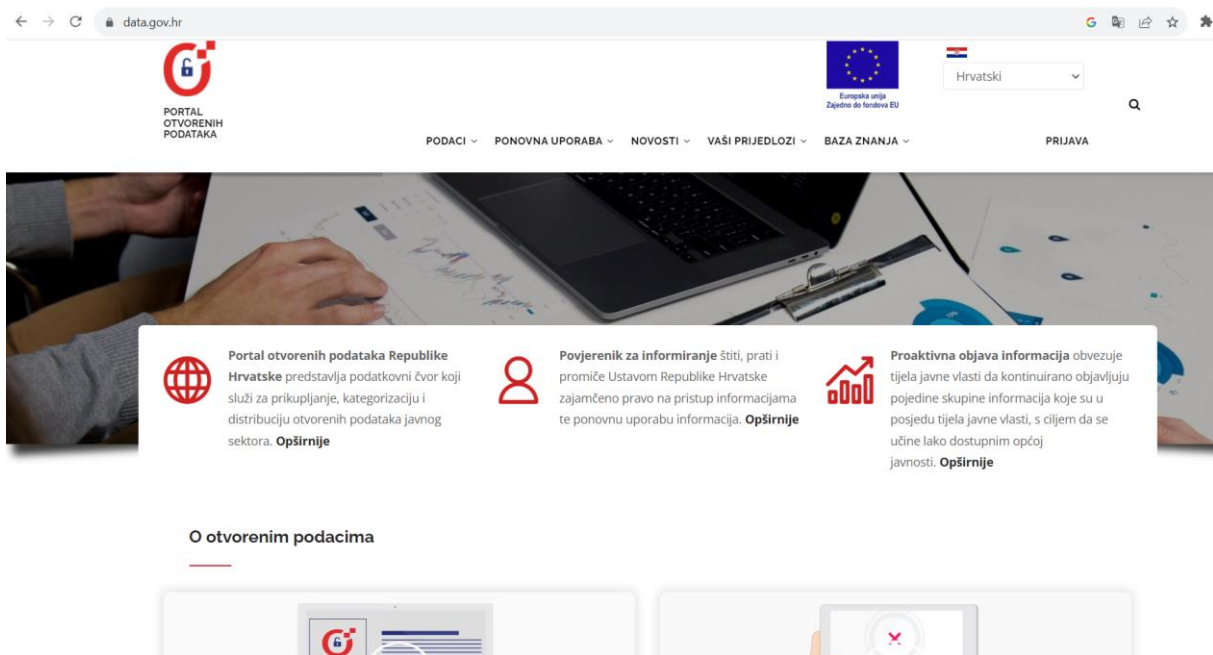 data.gov.hr
PORTAL
OTVORENIH
PODATAKA
Europska unija
Zajedno do fondova EU
Hrvatski
PODACI
PONOVNA UPORABA
NOVOSTI
VAŠI PRIJEDLOZI
BAZA ZNANJA
PRIJAVA
Portal otvorenih podataka Republike
Hrvatske predstavlja podatkovni čvor koji
služi za prikupljanje, kategorizaciju i
distribuciju otvorenih podataka javnog
sektora. Opširnije
Povjerenik za informiranje štiti, prati i
promiče Ustavom Republike Hrvatske
zajamčeno pravo na pristup informacijama
te ponovnu uporabu informacija. Opširnije
Proaktivna objava informacija obvezuje
tijela javne vlasti da kontinuirano objavljuju
pojedine skupine informacija koje su u
posjedu tijela javne vlasti, s ciljem da se
učine lako dostupnim općoj
javnosti. Opširnije
O otvorenim podacima